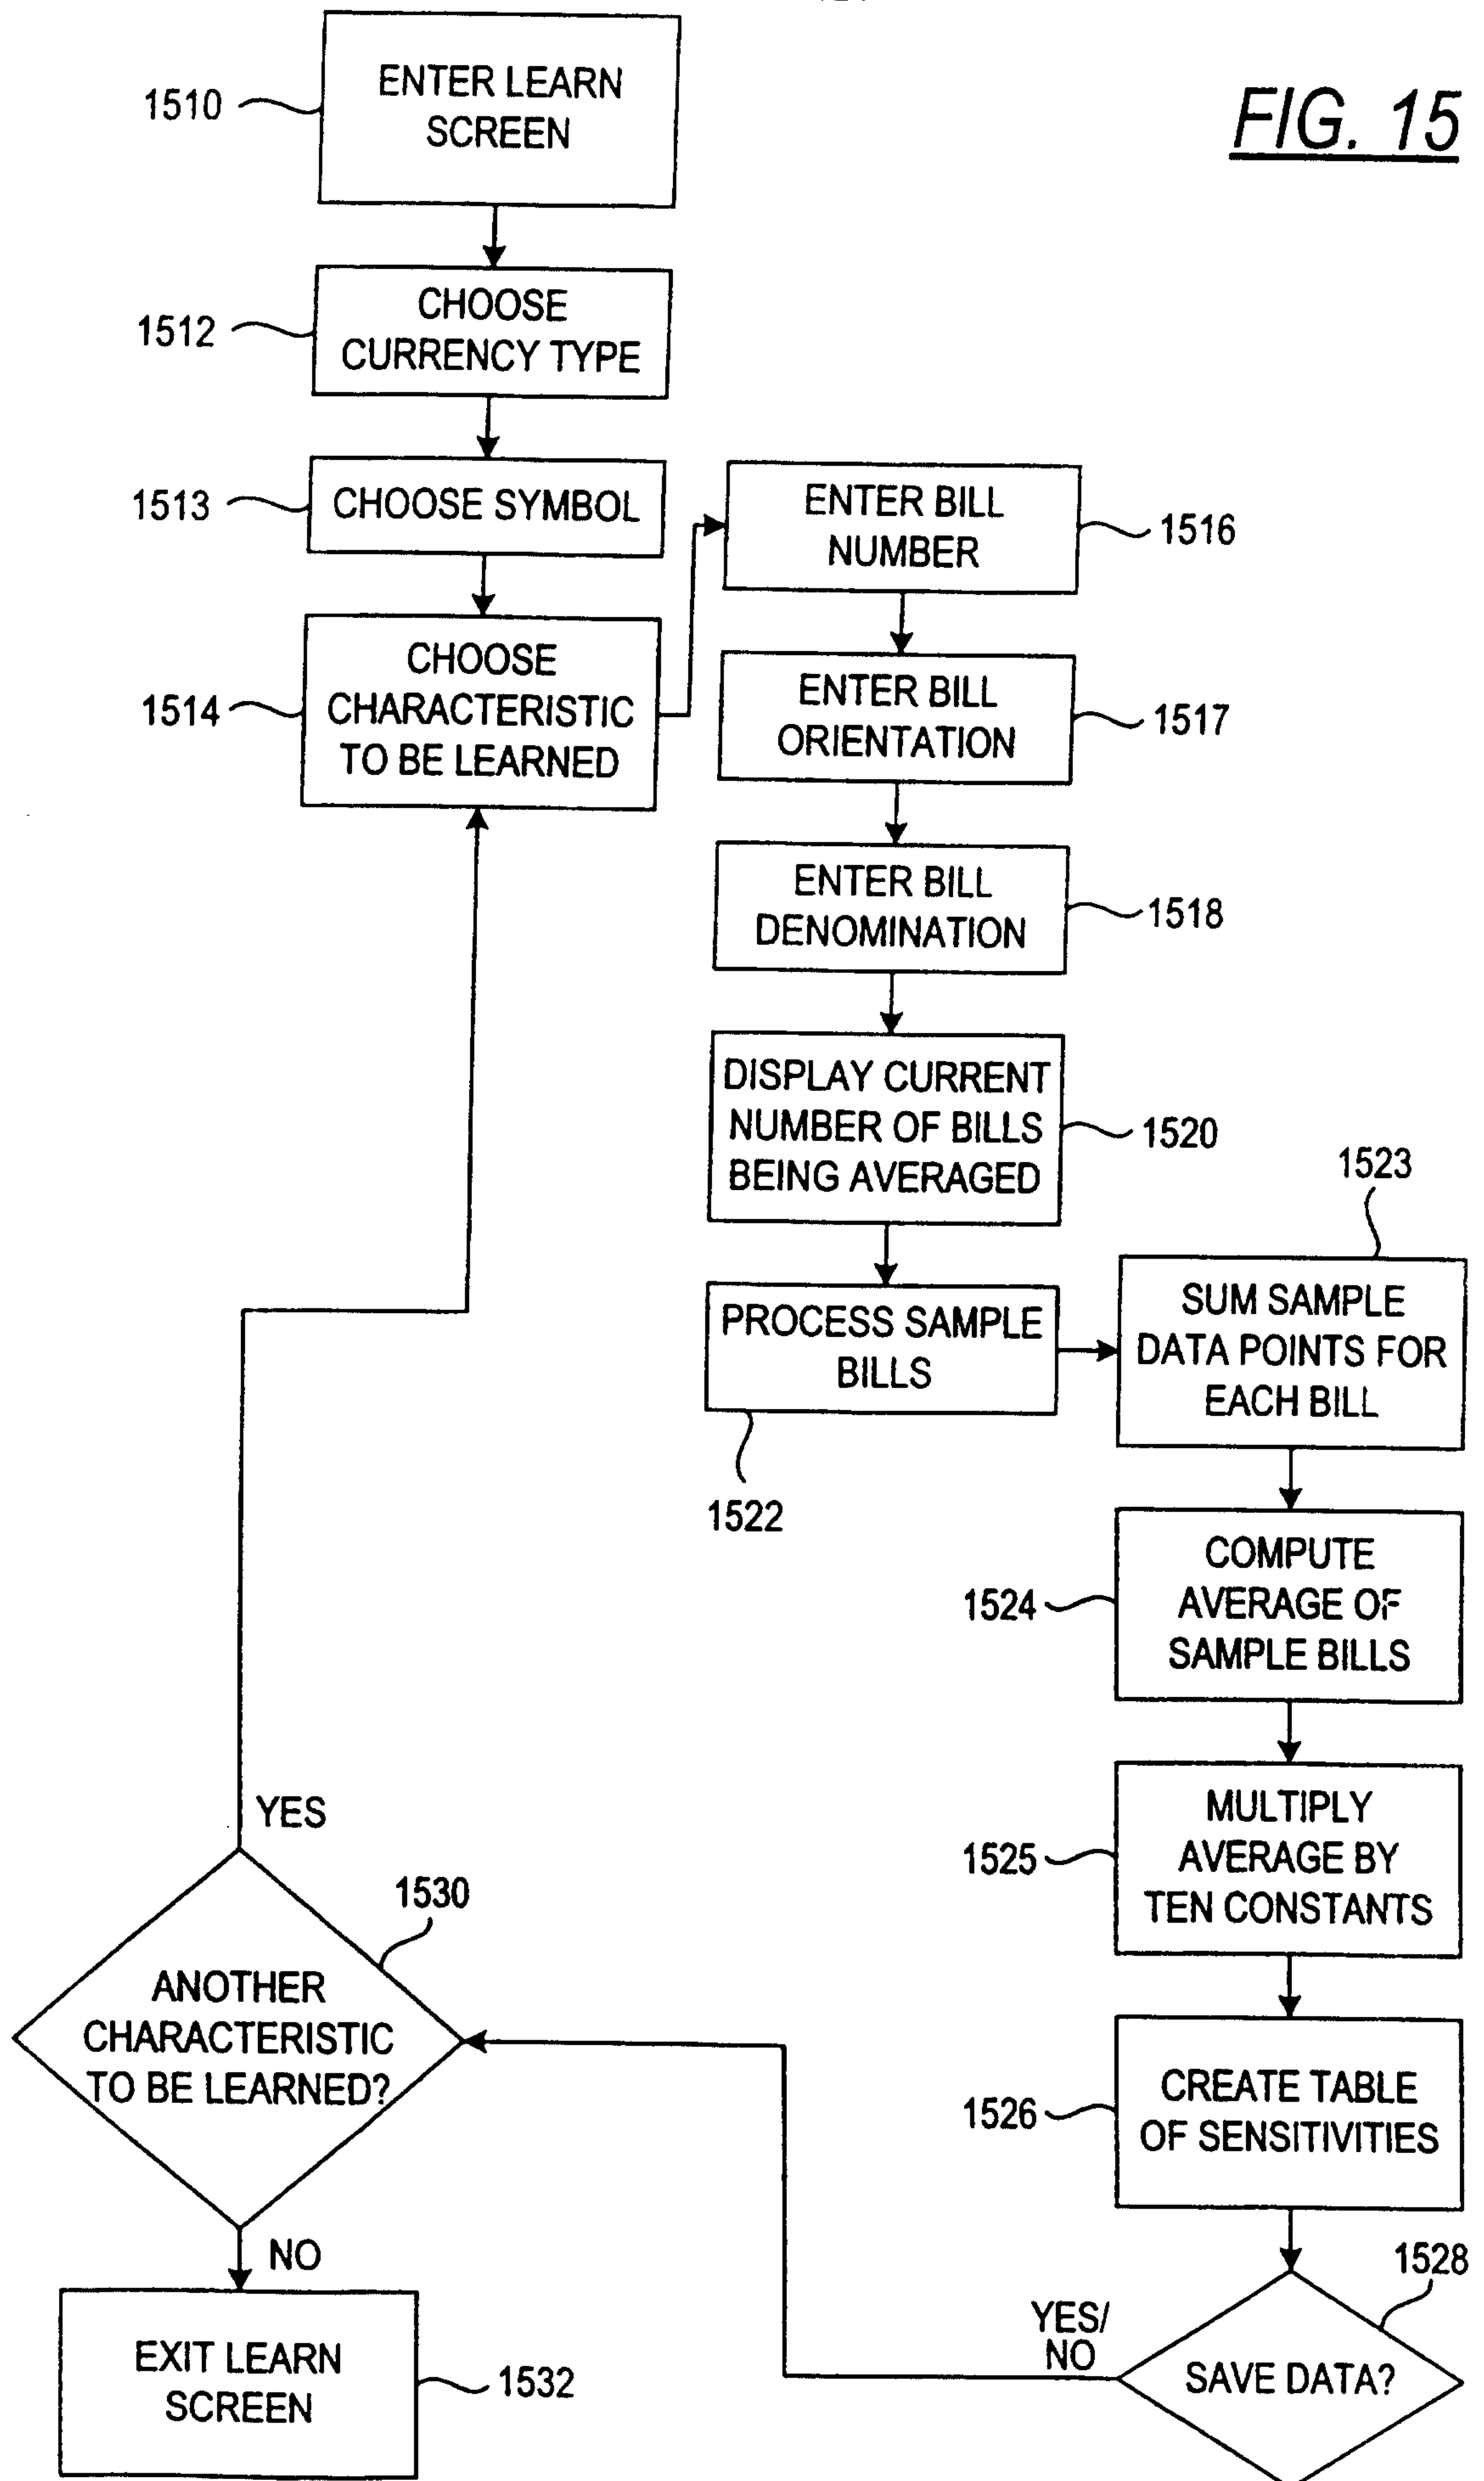 FIG. 15
1510
ENTER LEARN
SCREEN
1512
CHOOSE
CURRENCY TYPE
1513
CHOOSE SYMBOL
1514
CHOOSE
CHARACTERISTIC
TO BE LEARNED
ENTER BILL
NUMBER
1516
ENTER BILL
ORIENTATION
1517
ENTER BILL
DENOMINATION
1518
DISPLAY CURRENT
NUMBER OF BILLS
BEING AVERAGED
1520
PROCESS SAMPLE
BILLS
1522
1523
SUM SAMPLE
DATA POINTS FOR
EACH BILL
1524
COMPUTE
AVERAGE OF
SAMPLE BILLS
1525
MULTIPLY
AVERAGE BY
TEN CONSTANTS
1526
CREATE TABLE
OF SENSITIVITIES
1528
SAVE DATA?
YES/
NO
1530
ANOTHER
CHARACTERISTIC
TO BE LEARNED?
YES
NO
EXIT LEARN
SCREEN
1532